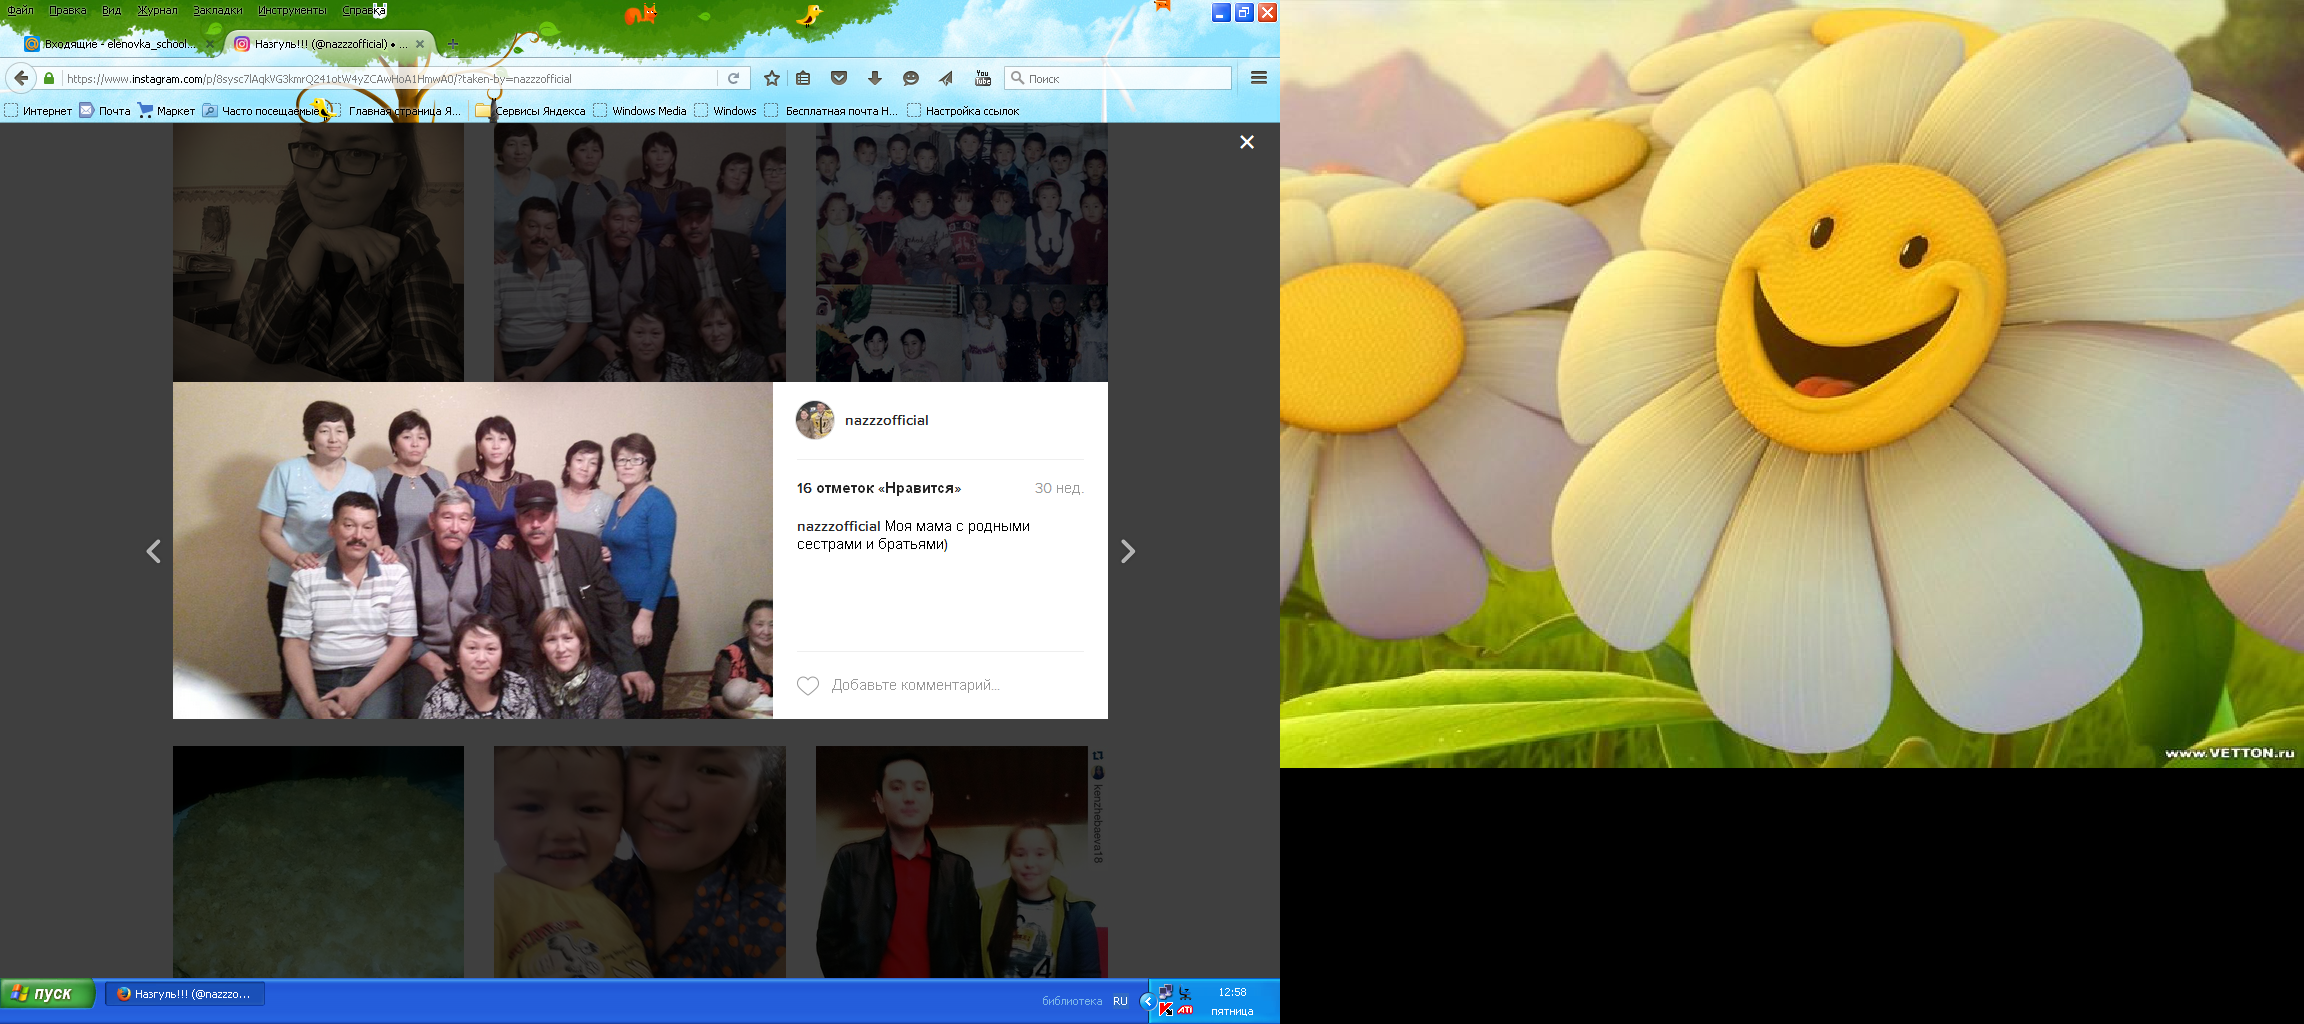 Файл Правка Вид Журнал Закладки Инструменты Справка
Входящие - elenovka_school...
Назгуль!!! (@nazzzofficial) • ...
https://www.instagram.com/p/8sysc7lAqkVG3kmrQ241otW4yZCAwHoA1HmwA0/?taken-by=nazzzofficial
You Tube
Поиск
Интернет Почта Маркет Часто посещаемые Главная страница Я... Сервисы Яндекса Windows Media Windows Бесплатная почта H... Настройка ссылок
nazzzofficial
16 отметок «Нравится» 30 нед.
nazzzofficial Моя мама с родными
сестрами и братьями)
Добавьте комментарий...
kenzhebaeva18
www.VETTON.ru
пуск
Назгуль!!! (@nazzzo...
библиотека
RU
ATI
12:58
пятница